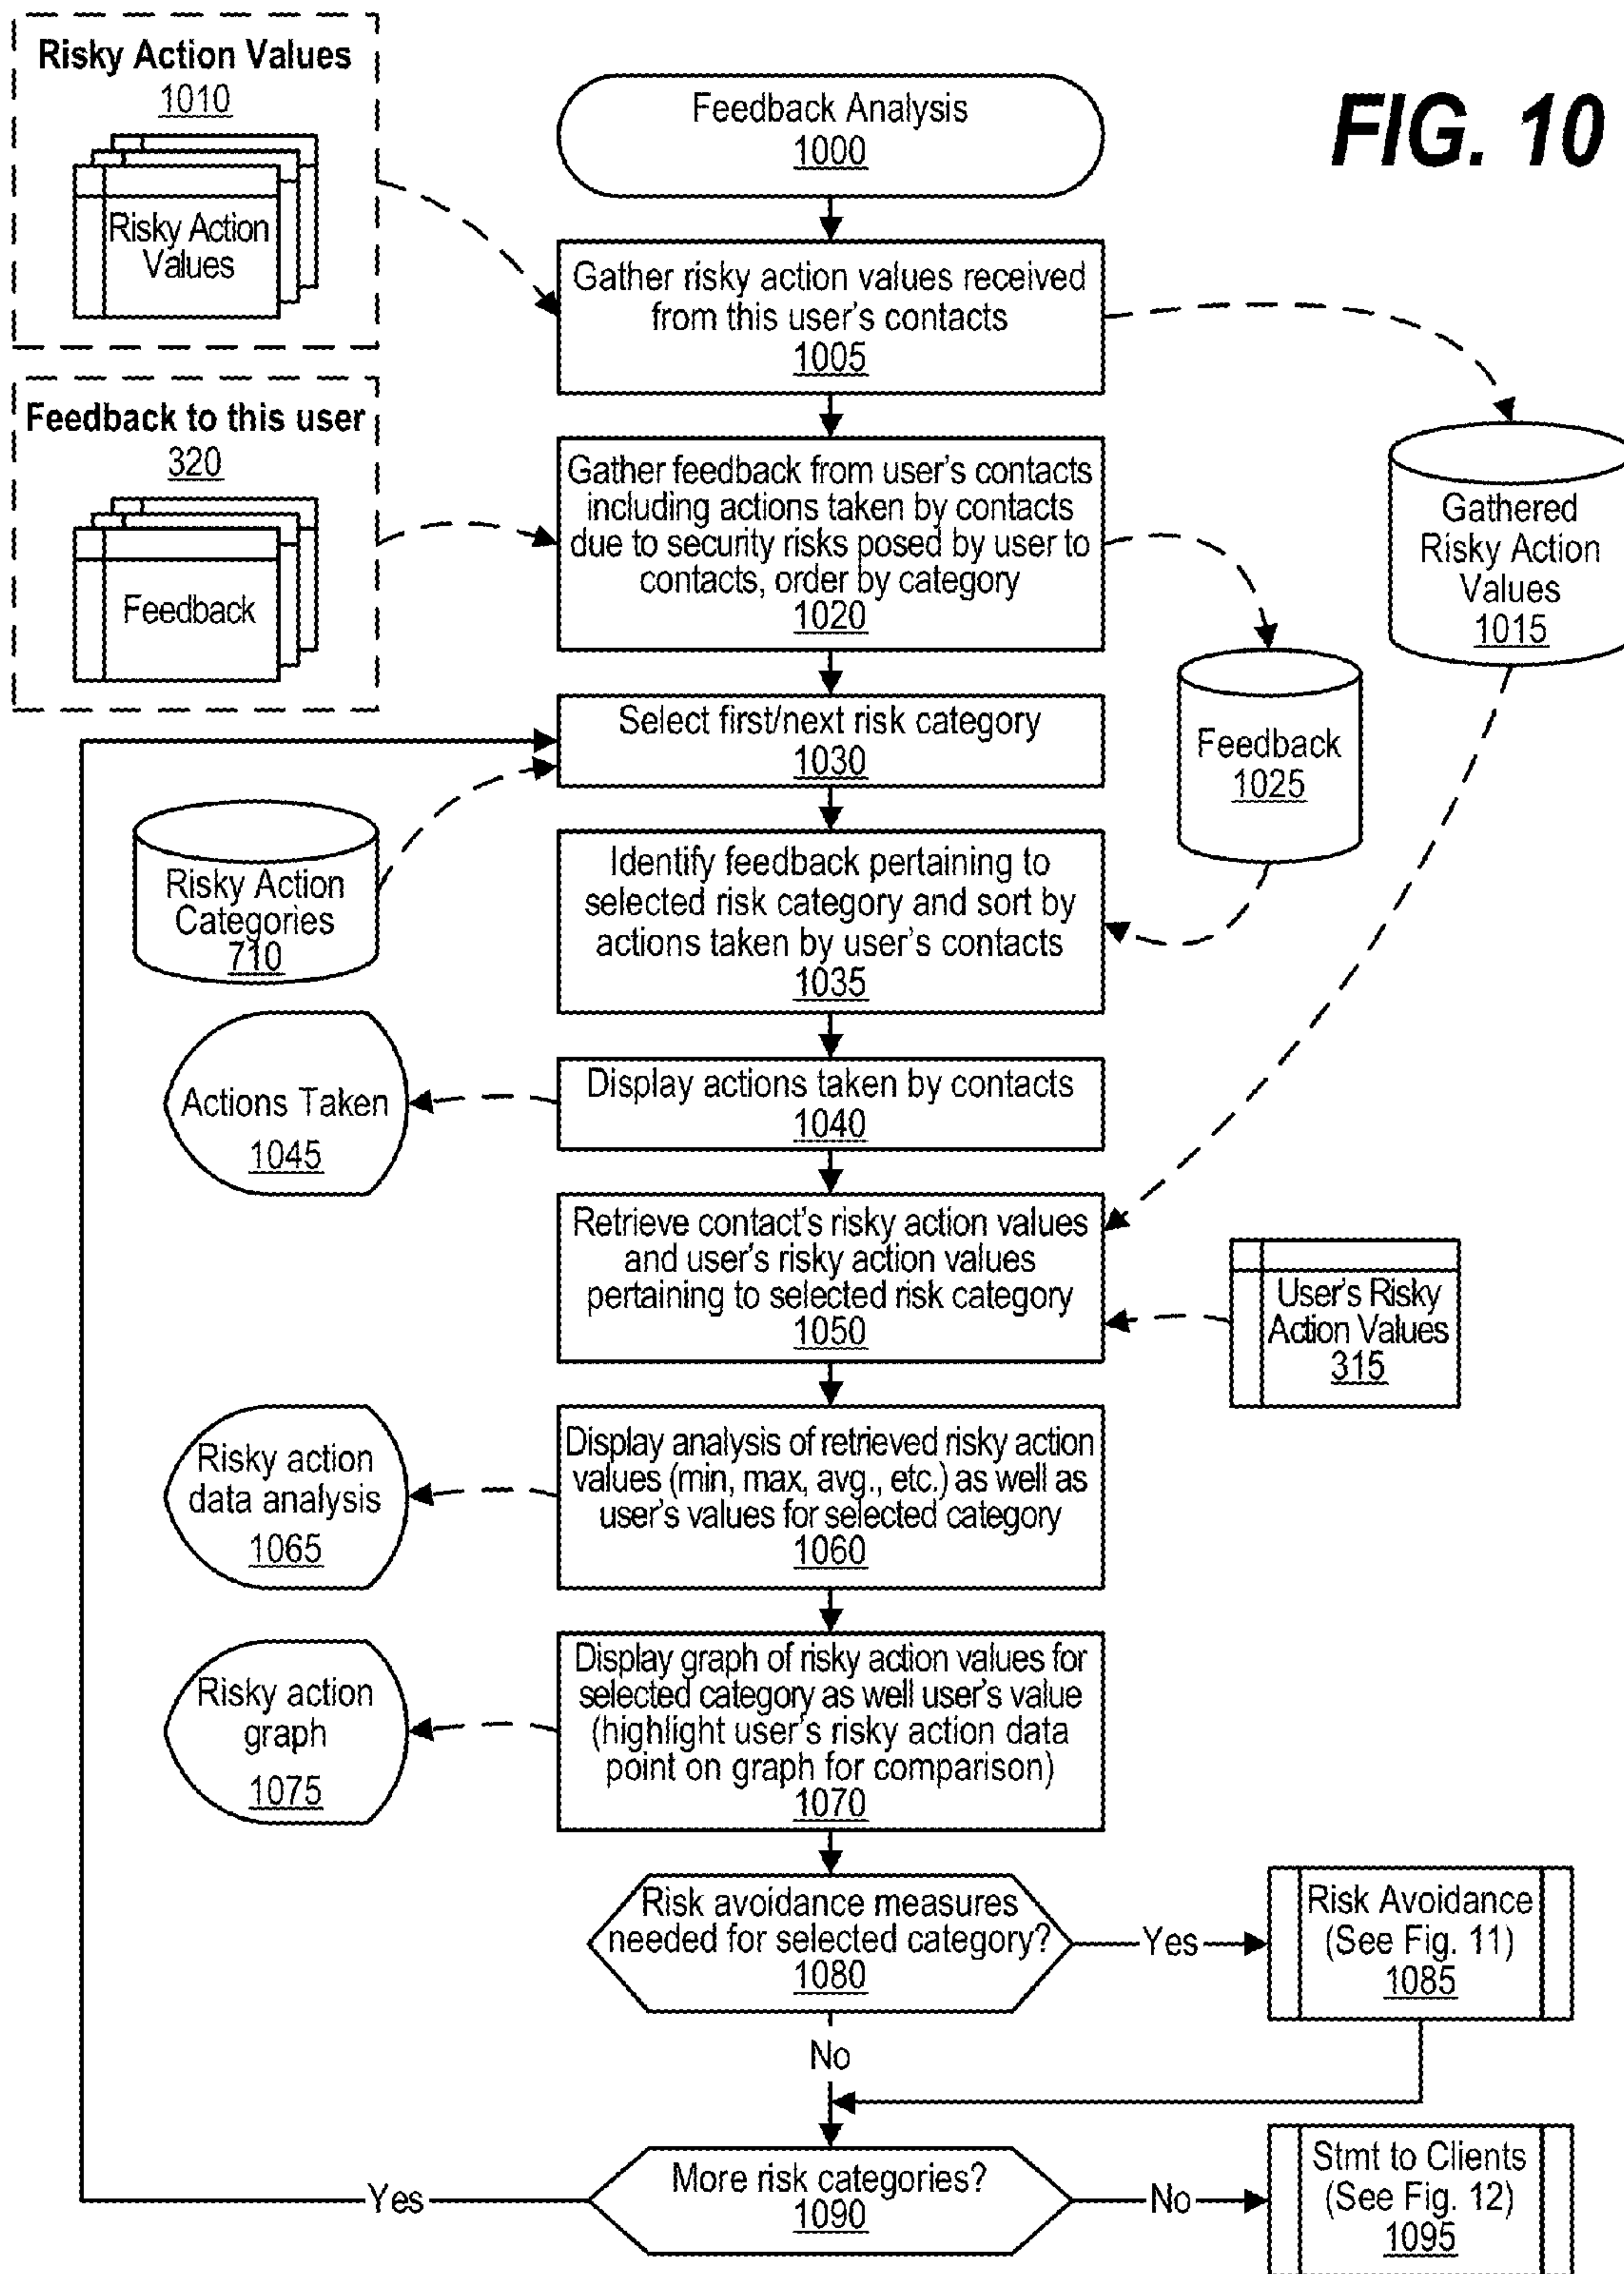 FIG. 10
Risky Action Values
1010
Risky Action
Values
Feedback Analysis
1000
Gather risky action values received
from this user's contacts
1005
Feedback to this user
320
Feedback
Gather feedback from user's contacts
including actions taken by contacts
due to security risks posed by user to
contacts, order by category
1020
Gathered
Risky Action
Values
1015
Feedback
1025
Select first/next risk category
1030
Risky Action
Categories
710
Identify feedback pertaining to
selected risk category and sort by
actions taken by user's contacts
1035
Display actions taken by contacts
1040
Actions Taken
1045
Retrieve contact's risky action values
and user's risky action values
pertaining to selected risk category
1050
User's Risky
Action Values
315
Display analysis of retrieved risky action
values (min, max, avg., etc.) as well as
user's values for selected category
1060
Risky action
data analysis
1065
Display graph of risky action values for
selected category as well user's value
(highlight user's risky action data
point on graph for comparison)
1070
Risky action
graph
1075
Risk avoidance measures
needed for selected category?
1080
Yes
Risk Avoidance
(See Fig. 11)
1085
No
More risk categories?
1090
Yes
No
Stmt to Clients
(See Fig. 12)
1095